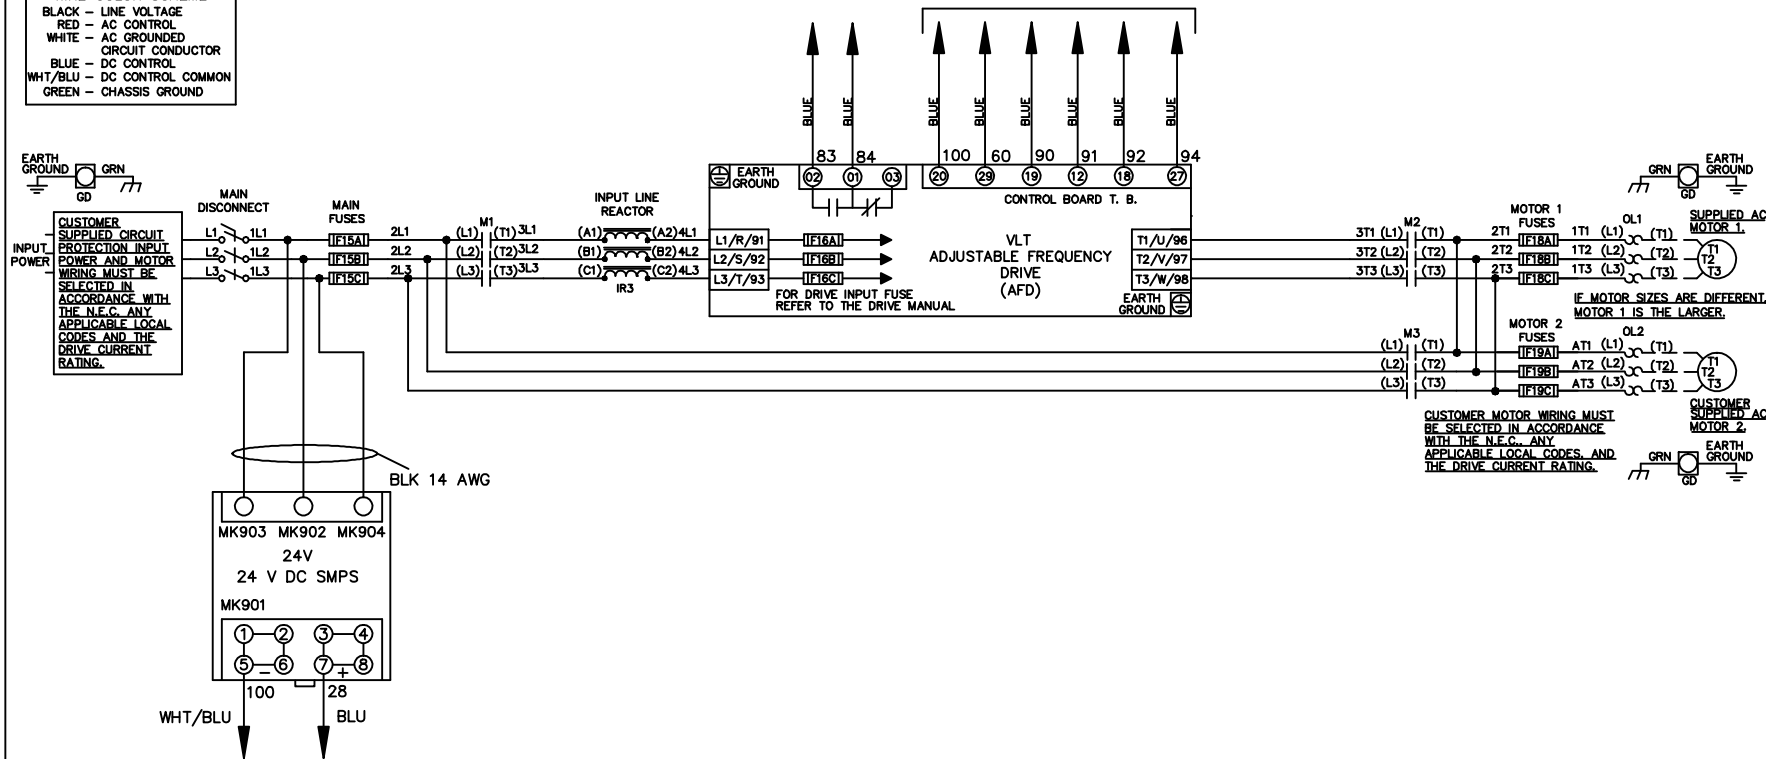 BLACK – LINE VOLTAGE
RED – AC CONTROL
WHITE – AC GROUNDED
CIRCUIT CONDUCTOR
BLUE – DC CONTROL
WHT/BLU – DC CONTROL COMMON
GREEN – CHASSIS GROUND
BLUE
BLUE
BLUE
BLUE
BLUE
BLUE
BLUE
BLUE
83 84
100 60 90 91 92 94
EARTH
GROUND
GRN
GD
EARTH
GROUND
02 01 03
20 29 19 12 18 27
CONTROL BOARD T. B.
GRN
EARTH
GROUND
GD
INPUT
POWER
CUSTOMER
SUPPLIED CIRCUIT
PROTECTION INPUT
POWER AND MOTOR
WIRING MUST BE
SELECTED IN
ACCORDANCE WITH
THE N.E.C. ANY
APPLICABLE LOCAL
CODES AND THE
DRIVE CURRENT
RATING.
MAIN
DISCONNECT
L1 1L1
L2 1L2
L3 1L3
MAIN
FUSES
F15A 2L1
F15B 2L2
F15C 2L3
M1
(L1) (T1) 3L1
(L2) (T2) 3L2
(L3) (T3) 3L3
INPUT LINE
REACTOR
(A1) (A2) 4L1
(B1) (B2) 4L2
(C1) (C2) 4L3
IR3
L1/R/91 F16A
L2/S/92 F16B
L3/T/93 F16C
FOR DRIVE INPUT FUSE
REFER TO THE DRIVE MANUAL
VLT
ADJUSTABLE FREQUENCY
DRIVE
(AFD)
T1/U/96
T2/V/97
T3/W/98
EARTH
GROUND
M2
3T1 (L1) (T1)
3T2 (L2) (T2)
3T3 (L3) (T3)
MOTOR 1
FUSES
OL1
2T1 F18A 1T1 (L1) (T1)
2T2 F18B 1T2 (L2) (T2)
2T3 F18C 1T3 (L3) (T3)
SUPPLIED AC
MOTOR 1.
T1
T2
T3
IF MOTOR SIZES ARE DIFFERENT,
MOTOR 1 IS THE LARGER.
M3
(L1) (T1)
(L2) (T2)
(L3) (T3)
MOTOR 2
FUSES
OL2
F19A AT1 (L1) (T1)
F19B AT2 (L2) (T2)
F19C AT3 (L3) (T3)
T1
T2
T3
CUSTOMER
SUPPLIED AC
MOTOR 2.
CUSTOMER MOTOR WIRING MUST
BE SELECTED IN ACCORDANCE
WITH THE N.E.C., ANY
APPLICABLE LOCAL CODES, AND
THE DRIVE CURRENT RATING.
GRN
EARTH
GROUND
GD
BLK 14 AWG
MK903 MK902 MK904
24V
24 V DC SMPS
MK901
1 2 3 4
5 – 6 7 + 8
100 28
WHT/BLU BLU